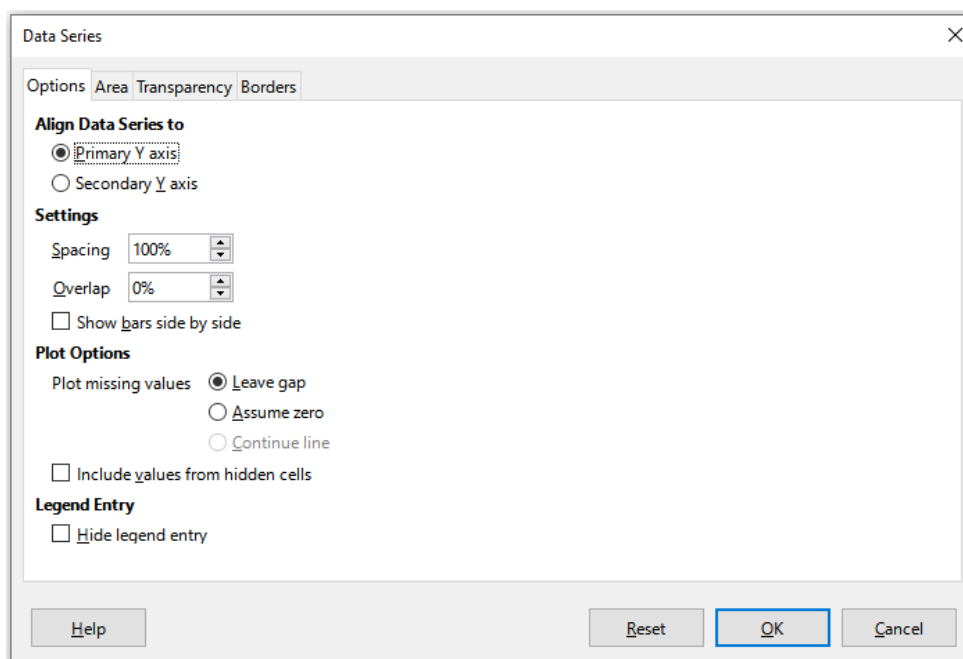 Data Series
Options Area Transparency Borders
Align Data Series to
Primary Y axis
Secondary Y axis
Settings
Spacing 100%
Overlap 0%
Show bars side by side
Plot Options
Plot missing values Leave gap
Assume zero
Continue line
Include values from hidden cells
Legend Entry
Hide legend entry
Help Reset OK Cancel